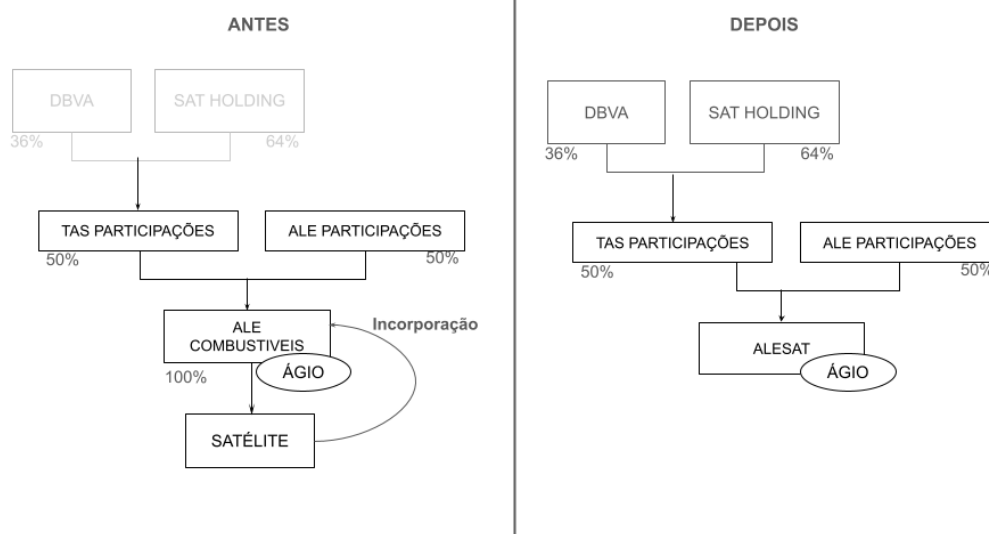 ANTES
DBVA
SAT HOLDING
36%
64%
TAS PARTICIPAÇÕES
ALE PARTICIPAÇÕES
50%
50%
ALE
COMBUSTIVEIS
Incorporação
ÁGIO
100%
SATÉLITE
DEPOIS
DBVA
SAT HOLDING
36%
64%
TAS PARTICIPAÇÕES
ALE PARTICIPAÇÕES
50%
50%
ALESAT
ÁGIO